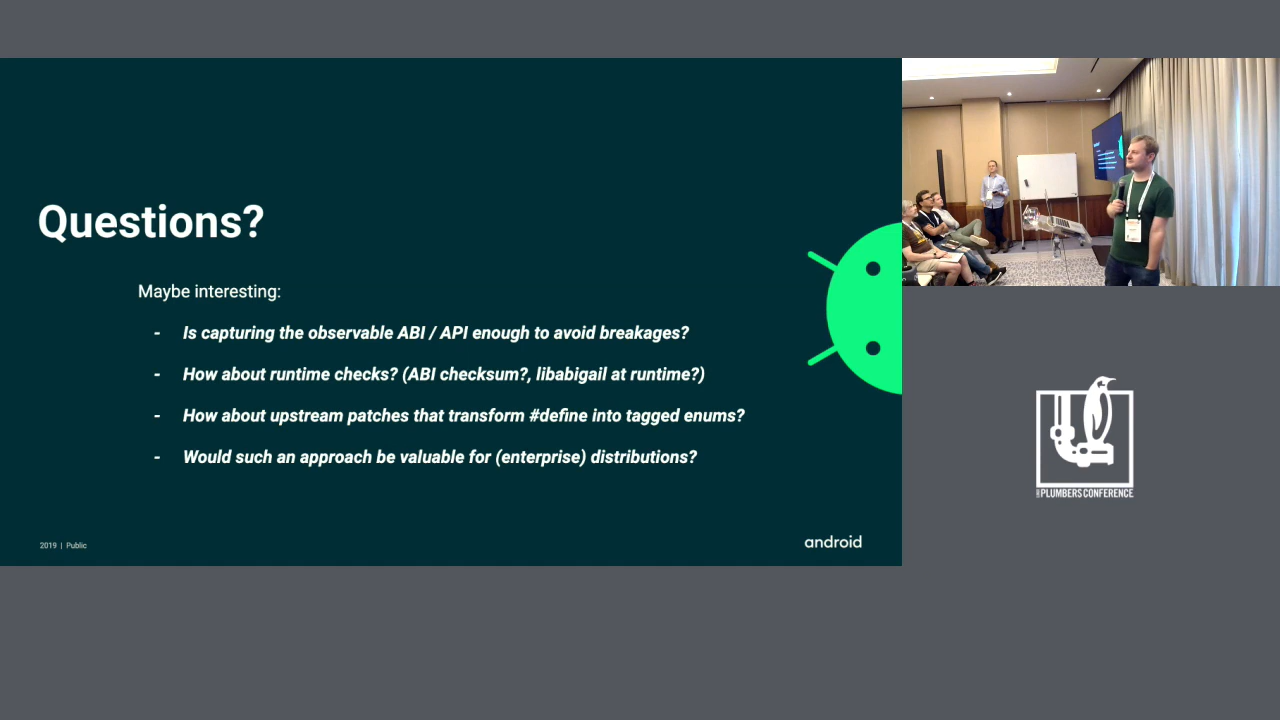 Questions?
Maybe interesting:
- Is capturing the observable ABI / API enough to avoid breakages?
- How about runtime checks? (ABI checksum?, libabigail at runtime?)
- How about upstream patches that transform #define into tagged enums?
- Would such an approach be valuable for (enterprise) distributions?
2019 | Public
android
PLUMBERS CONFERENCE